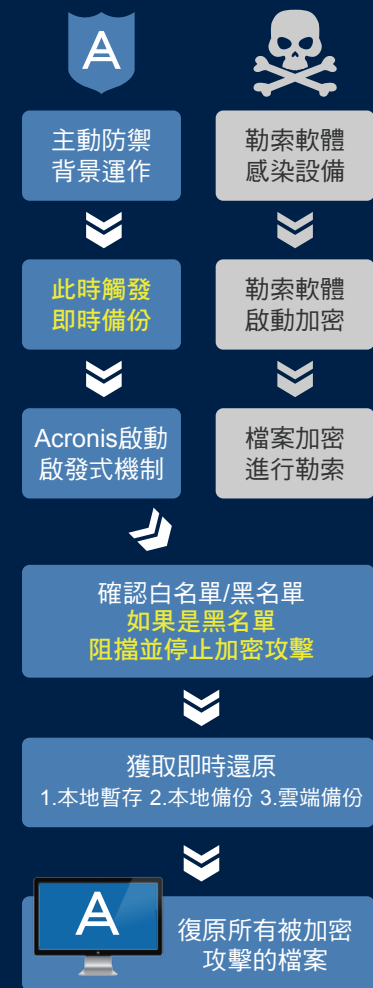 A
主動防禦
背景運作
勒索軟體
感染設備
此時觸發
即時備份
勒索軟體
啟動加密
Acronis啟動
啟發式機制
檔案加密
進行勒索
確認白名單/黑名單
如果是黑名單
阻擋並停止加密攻擊
獲取即時還原
1.本地暫存 2.本地備份 3.雲端備份
A
復原所有被加密
攻擊的檔案